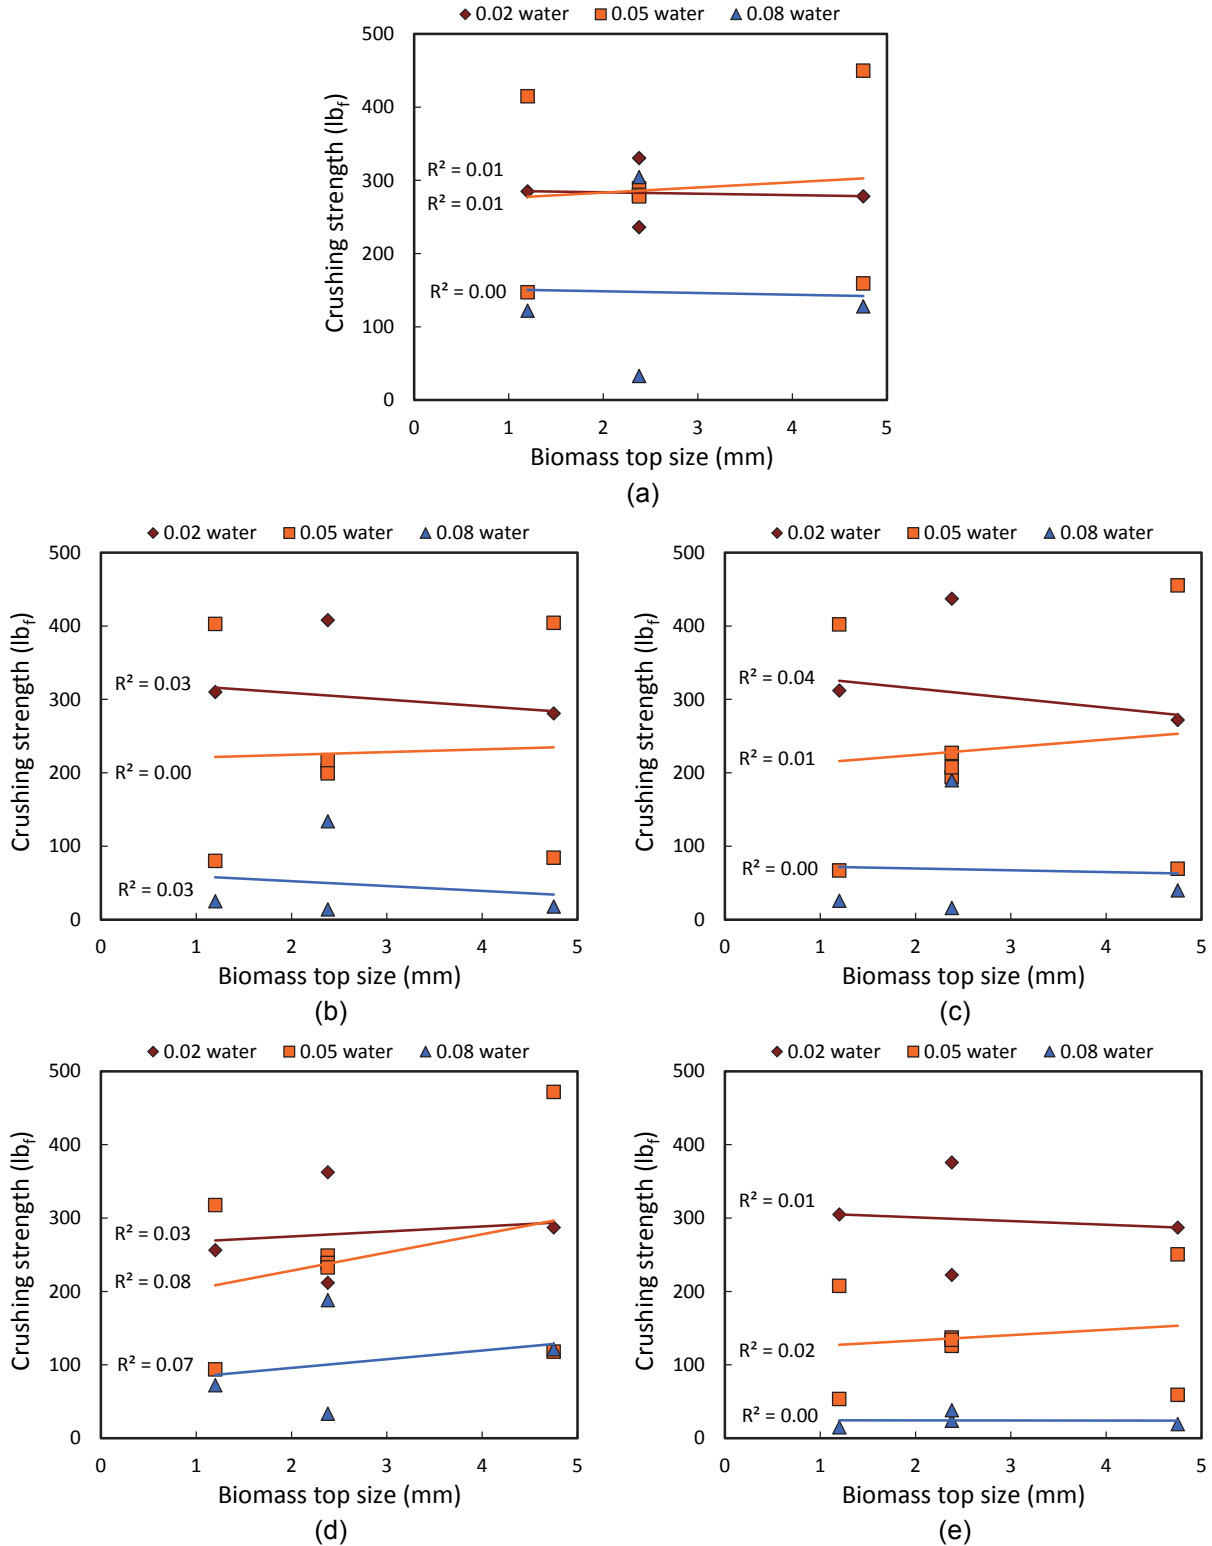 0.02 water 0.05 water 0.08 water
500
400
300
200
100
0
Crushing strength (lbf)
R² = 0.01
R² = 0.01
R² = 0.00
0 1 2 3 4 5
Biomass top size (mm)
(a)
0.02 water 0.05 water 0.08 water
500
400
300
200
100
0
Crushing strength (lbf)
R² = 0.03
R² = 0.00
R² = 0.03
0 1 2 3 4 5
Biomass top size (mm)
(b)
0.02 water 0.05 water 0.08 water
500
400
300
200
100
0
Crushing strength (lbf)
R² = 0.04
R² = 0.01
R² = 0.00
0 1 2 3 4 5
Biomass top size (mm)
(c)
0.02 water 0.05 water 0.08 water
500
400
300
200
100
0
Crushing strength (lbf)
R² = 0.03
R² = 0.08
R² = 0.07
0 1 2 3 4 5
Biomass top size (mm)
(d)
0.02 water 0.05 water 0.08 water
500
400
300
200
100
0
Crushing strength (lbf)
R² = 0.01
R² = 0.02
R² = 0.00
0 1 2 3 4 5
Biomass top size (mm)
(e)